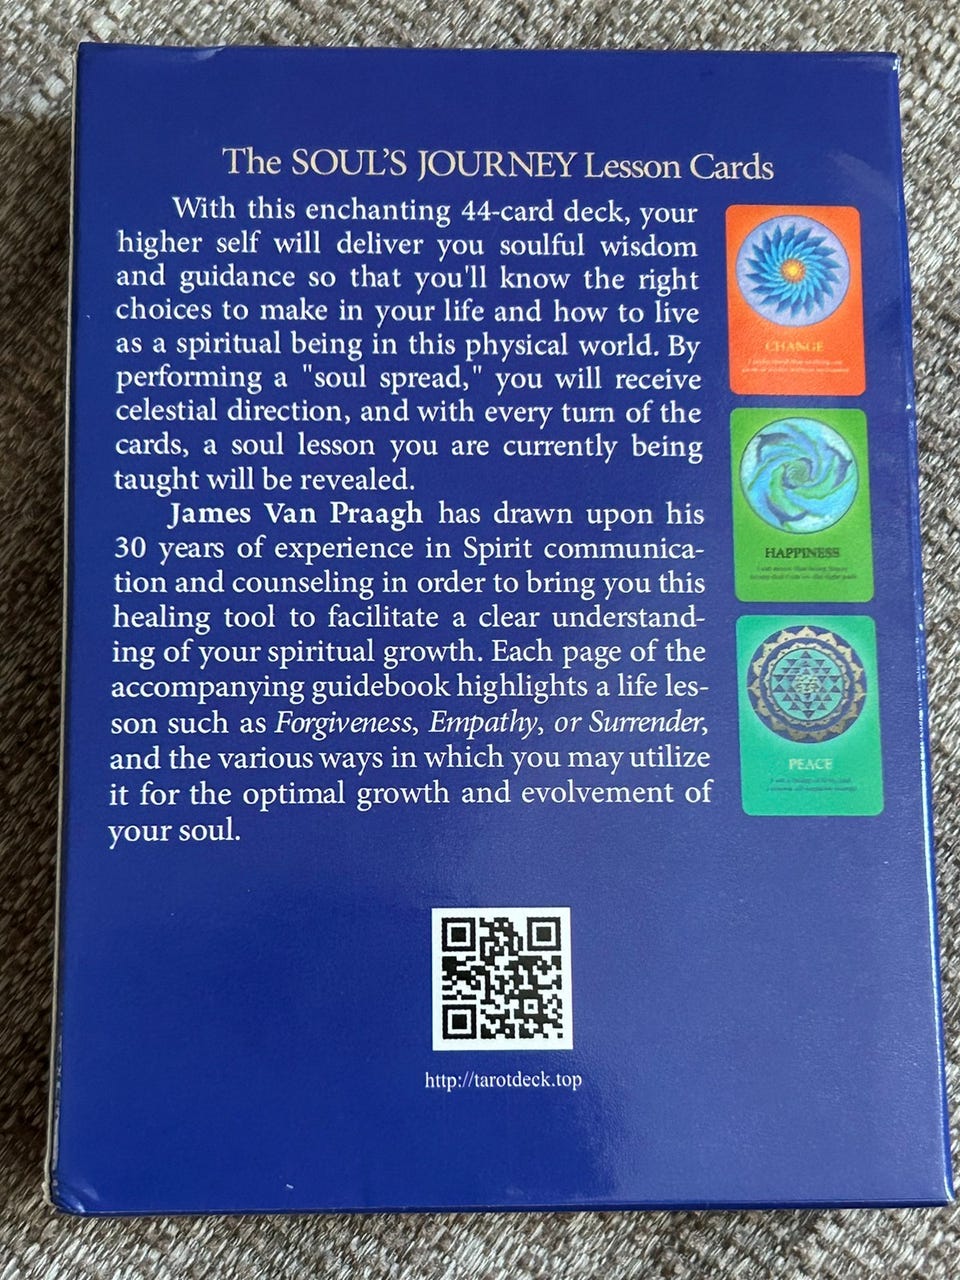 The SOUL'S JOURNEY Lesson Cards
With this enchanting 44-card deck, your
higher self will deliver you soulful wisdom
and guidance so that you'll know the right
choices to make in your life and how to live
as a spiritual being in this physical world. By
performing a "soul spread," you will receive
celestial direction, and with every turn of the
cards, a soul lesson you are currently being
taught will be revealed.
James Van Praagh has drawn upon his
30 years of experience in Spirit communica-
tion and counseling in order to bring you this
healing tool to facilitate a clear understand-
ing of your spiritual growth. Each page of the
accompanying guidebook highlights a life les-
son such as Forgiveness, Empathy, or Surrender,
and the various ways in which you may utilize
it for the optimal growth and evolvement of
your soul.
CHANGE
HAPPINESS
PEACE
http://tarotdeck.top